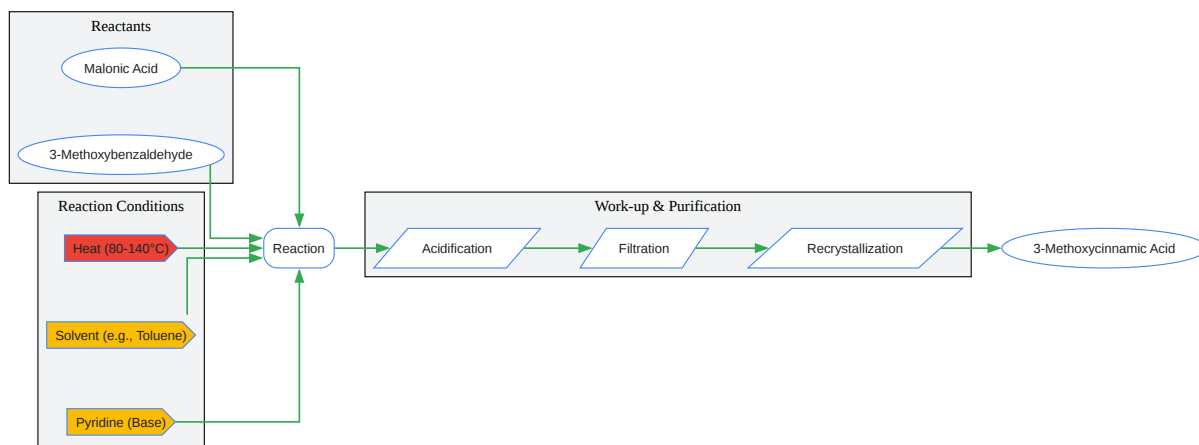 Reactants
Malonic Acid
3-Methoxybenzaldehyde
Reaction Conditions
Heat (80-140°C)
Solvent (e.g., Toluene)
Pyridine (Base)
Reaction
Work-up & Purification
Acidification
Filtration
Recrystallization
3-Methoxycinnamic Acid